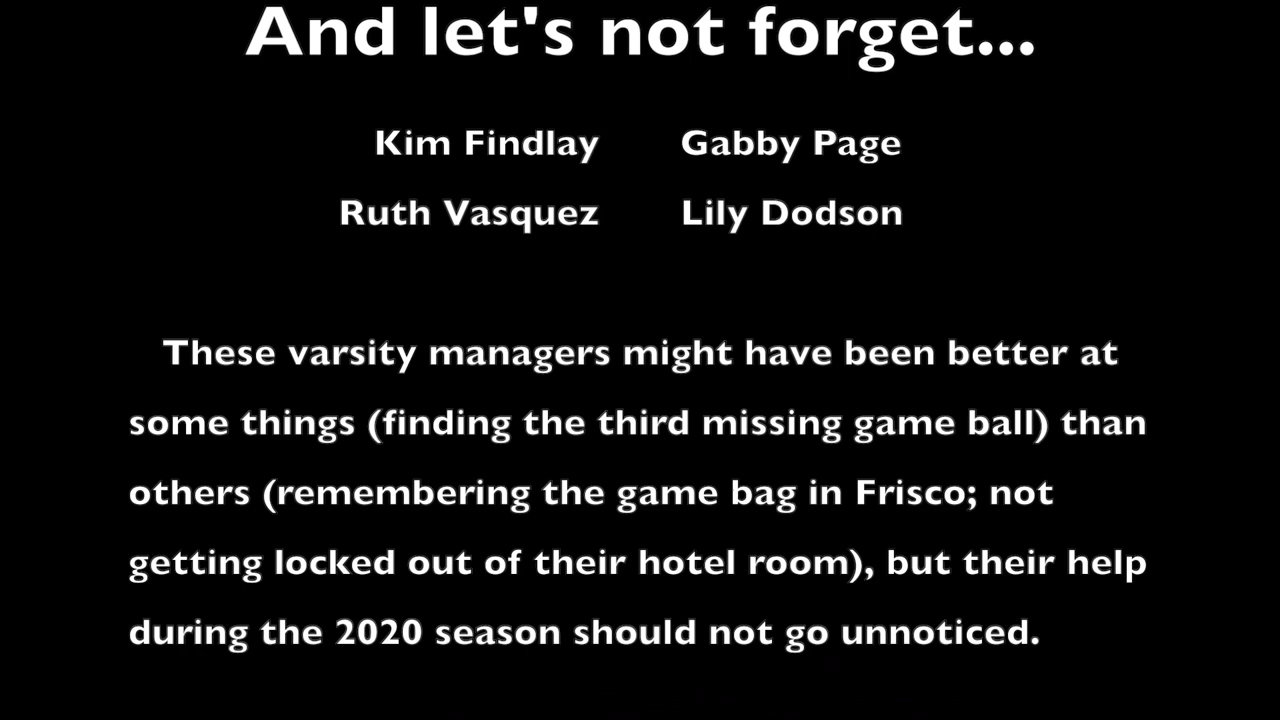 And let's not forget...
Kim Findlay Gabby Page
Ruth Vasquez Lily Dodson
These varsity managers might have been better at
some things (finding the third missing game ball) than
others (remembering the game bag in Frisco; not
getting locked out of their hotel room), but their help
during the 2020 season should not go unnoticed.